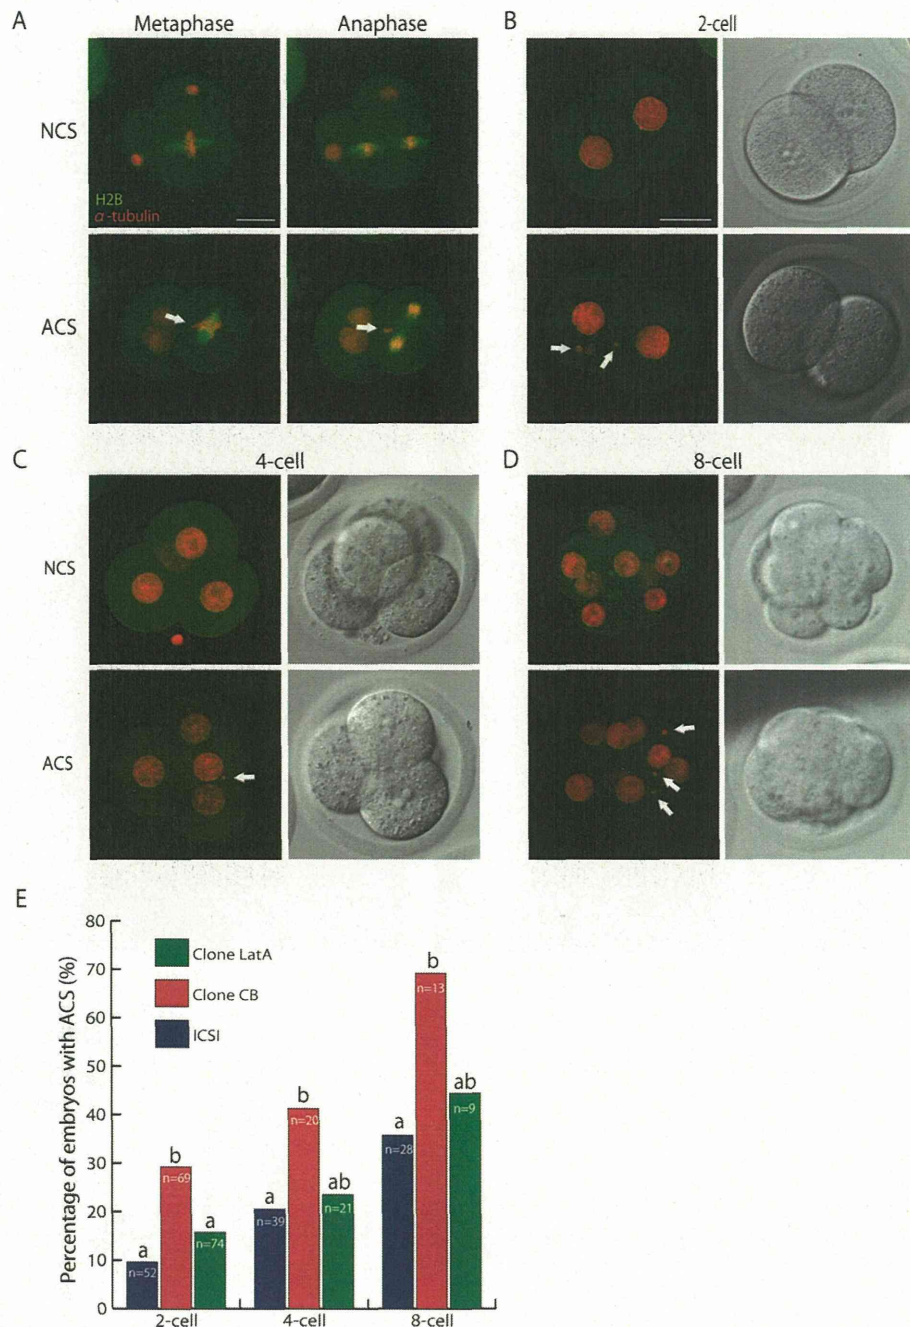 A
Metaphase
Anaphase
B
2-cell
NCS
H2B
α-tubulin
ACS
C
4-cell
D
8-cell
NCS
ACS
E
Percentage of embryos with ACS (%)
80
70
60
50
40
30
20
10
0
Clone LatA
Clone CB
ICSI
a
n=52
b
n=69
a
n=74
a
n=39
b
n=20
ab
n=21
a
n=28
b
n=13
ab
n=9
2-cell
4-cell
8-cell